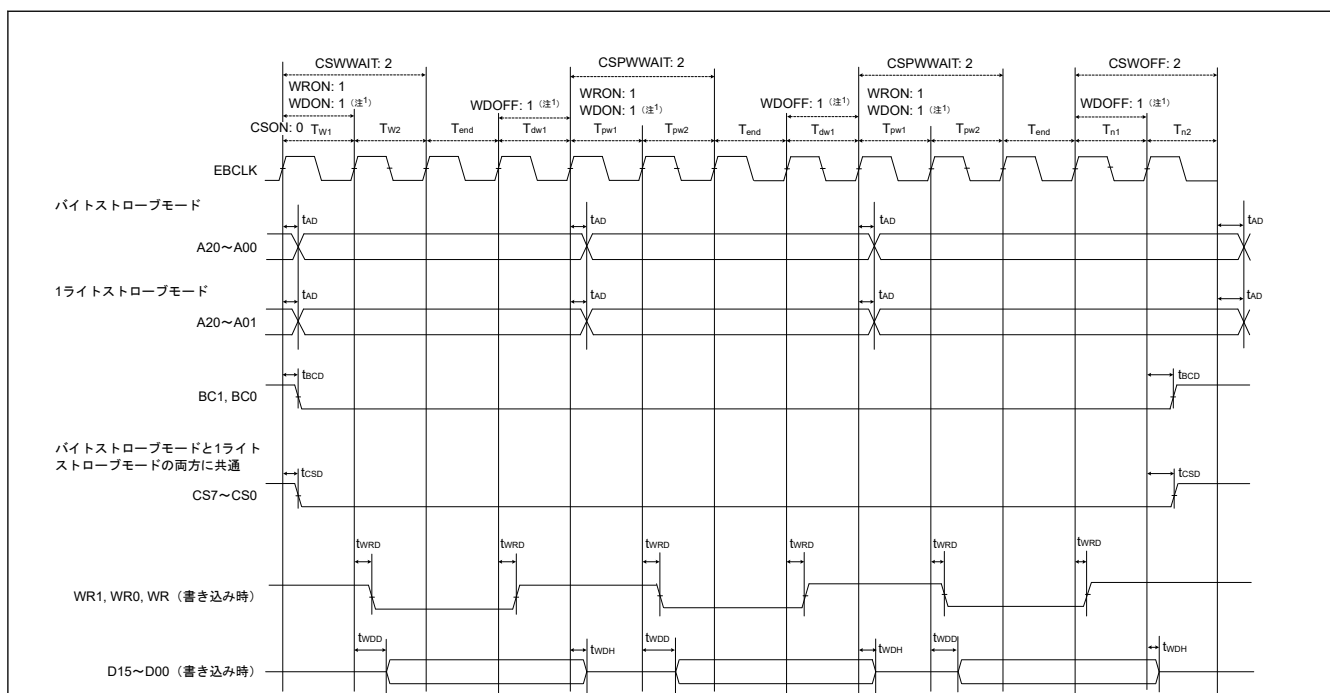 CSWWAIT: 2 CSPWWAIT: 2 CSPWWAIT: 2 CSWOFF: 2
WRON: 1 WRON: 1 WRON: 1
WDON: 1（注1） WDOFF: 1（注1） WDON: 1（注1） WDOFF: 1（注1） WDON: 1（注1） WDOFF: 1（注1）
CSON: 0 TW1 TW2 Tend Tdw1 Tpw1 Tpw2 Tend Tdw1 Tpw1 Tpw2 Tend Tn1 Tn2
EBCLK
バイトストローブモード
tAD tAD tAD tAD
A20～A00
1ライトストローブモード
tAD tAD tAD tAD
A20～A01
tBCD tBCD
BC1, BC0
バイトストローブモードと1ライト
ストローブモードの両方に共通
tCSD tCSD
CS7～CS0
tWRD tWRD tWRD tWRD tWRD tWRD
WR1, WR0, WR（書き込み時）
tWDD tWDH tWDD tWDH tWDD tWDH
D15～D00（書き込み時）